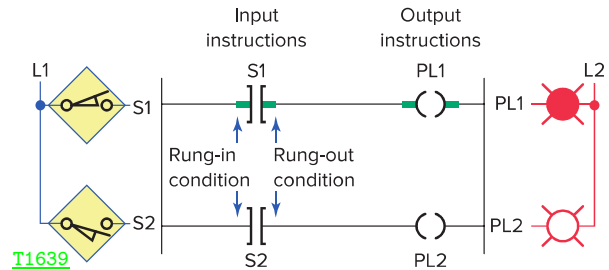 Input
instructions
Output
instructions
L1
S1
PL1
L2
S1
PL1
Rung-in
condition
Rung-out
condition
S2
PL2
S2
PL2
T1639